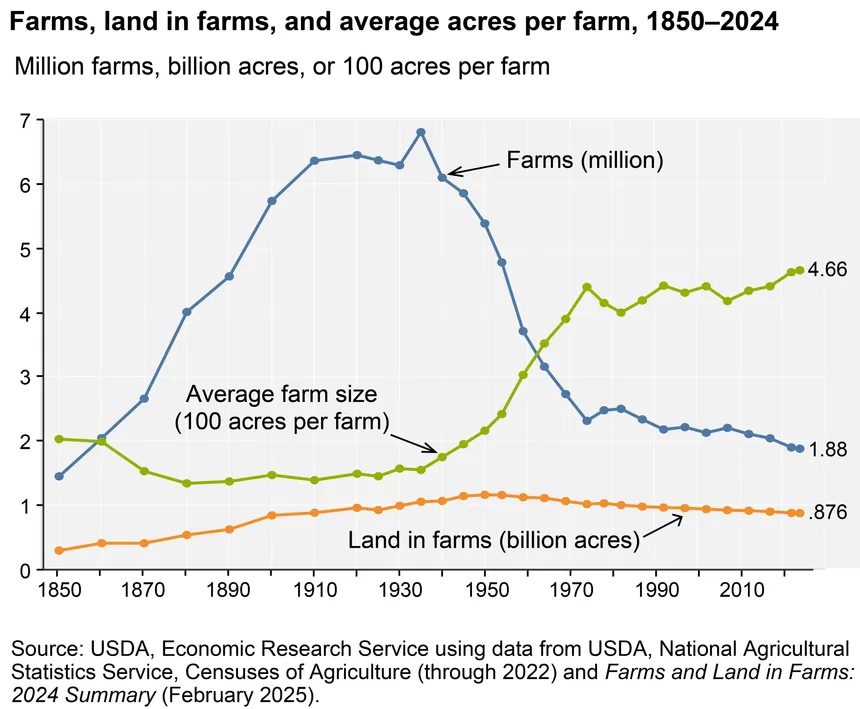 Farms, land in farms, and average acres per farm, 1850–2024
Million farms, billion acres, or 100 acres per farm
7
6
5
4
3
2
1
0
Farms (million)
4.66
Average farm size
(100 acres per farm)
1.88
.876
Land in farms (billion acres)
1850
1870
1890
1910
1930
1950
1970
1990
2010
Source: USDA, Economic Research Service using data from USDA, National Agricultural
Statistics Service, Censuses of Agriculture (through 2022) and Farms and Land in Farms:
2024 Summary (February 2025).